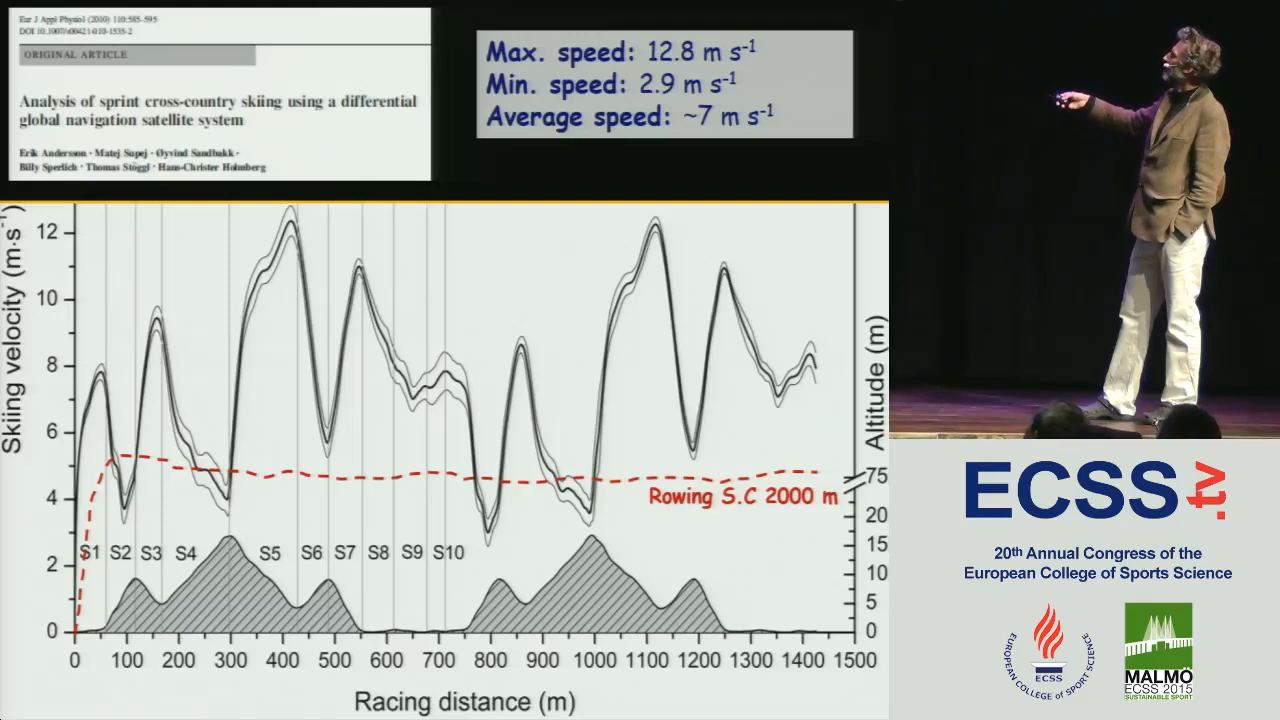 Eur J Appl Physiol (2010) 110:585-595
DOI 10.1007/s00421-010-1535-2
ORIGINAL ARTICLE
Analysis of sprint cross-country skiing using a differential
global navigation satellite system
Erik Andersson · Matej Supej · Øyvind Sandbakk ·
Billy Sperlich · Thomas Stöggl · Hans-Christer Holmberg
Max. speed: 12.8 m s-1
Min. speed: 2.9 m s-1
Average speed: ~7 m s-1
Skiing velocity (m·s-1)
12
10
8
6
4
2
0
S1 S2 S3 S4 S5 S6 S7 S8 S9 S10
Rowing S.C 2000 m
Altitude (m)
75
20
15
10
5
0
0 100 200 300 400 500 600 700 800 900 1000 1100 1200 1300 1400 1500
Racing distance (m)
ECSS.tv
20th Annual Congress of the
European College of Sports Science
EUROPEAN COLLEGE OF SPORT SCIENCE
ECSS
MALMÖ
ECSS 2015
SUSTAINABLE SPORT